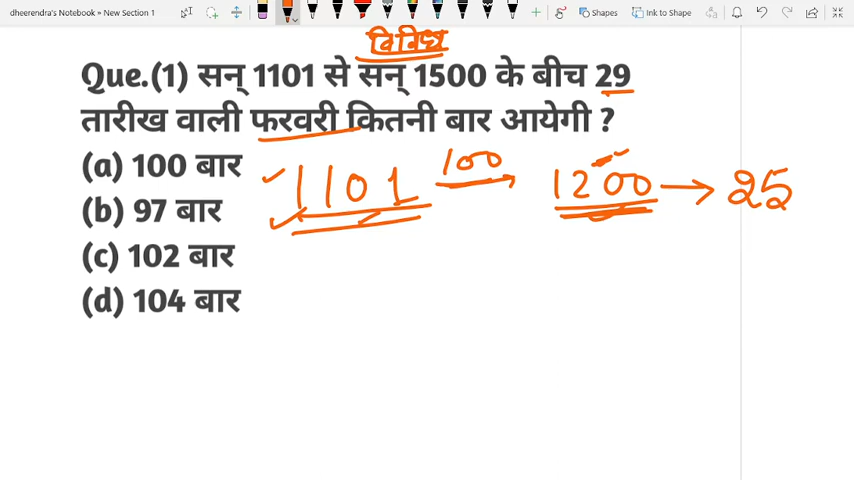 dheerendra's Notebook » New Section 1
Shapes
Ink to Shape
विविध
Que.(1) सन् 1101 से सन् 1500 के बीच 29
तारीख वाली फरवरी कितनी बार आयेगी ?
(a) 100 बार
1101 100 1200 → 25
(b) 97 बार
(c) 102 बार
(d) 104 बार